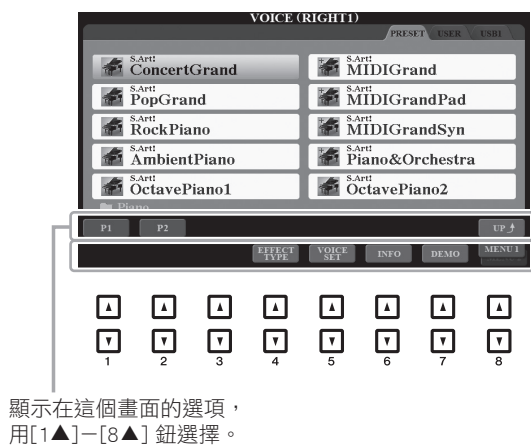 VOICE (RIGHT1)
PRESET USER USB1
S.Art!
ConcertGrand
S.Art!
MIDIGrand
S.Art!
PopGrand
S.Art!
MIDIGrandPad
S.Art!
RockPiano
S.Art!
MIDIGrandSyn
S.Art!
AmbientPiano
S.Art!
Piano&Orchestra
S.Art!
OctavePiano1
S.Art!
OctavePiano2
Piano
P1 P2 UP
EFFECT TYPE VOICE SET INFO DEMO MENU 1
1 2 3 4 5 6 7 8
顯示在這個畫面的選項，
用[1▲]－[8▲] 鈕選擇。